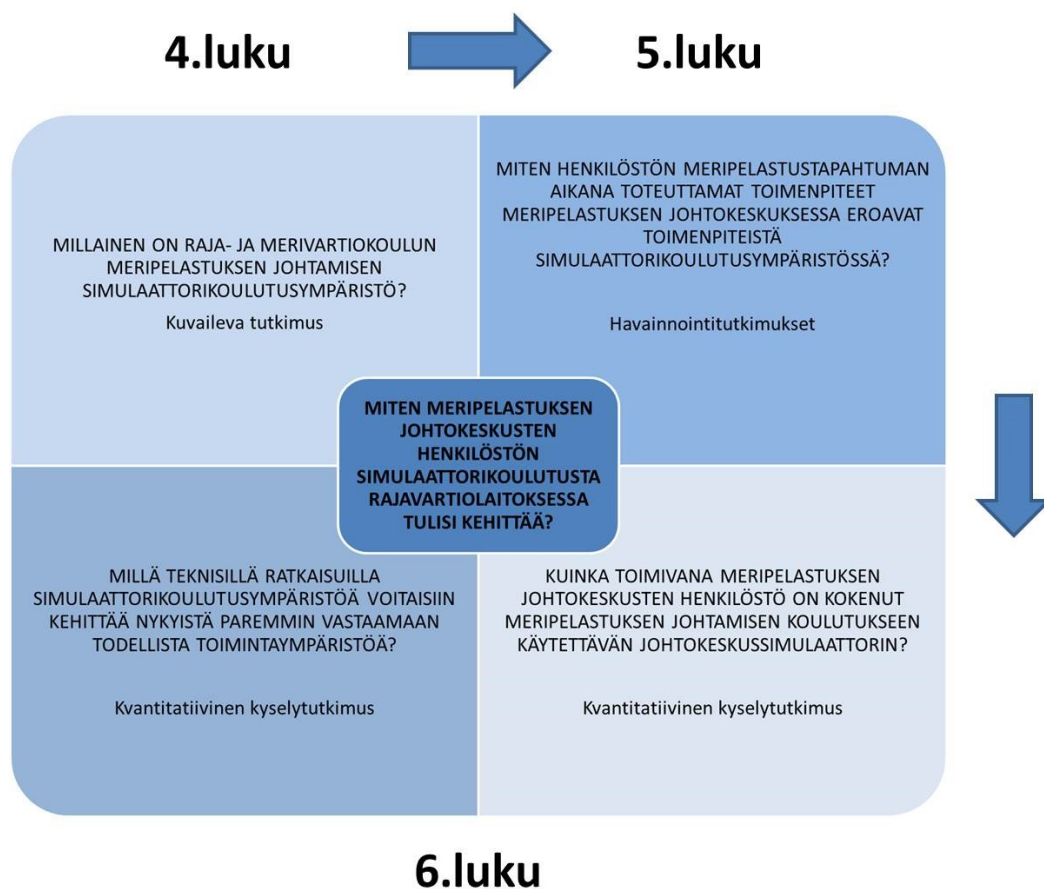 4.luku
5.luku
MILLAINEN ON RAJA- JA MERIVARTIOKOULUN
MERIPELASTUKSEN JOHTAMISEN
SIMULAATTORIKOULUTUSYMPÄRISTÖ?
Kuvaileva tutkimus
MITEN HENKILÖSTÖN MERIPELASTUSTAPAHTUMAN
AIKANA TOTEUTTAMAT TOIMENPITEET
MERIPELASTUKSEN JOHTOKESKUKSESSA EROAVAT
TOIMENPITEISTÄ
SIMULAATTORIKOULUTUSYMPÄRISTÖSSÄ?
Havainnointitutkimukset
MITEN MERIPELASTUKSEN
JOHTOKESKUSTEN
HENKILÖSTÖN
SIMULAATTORIKOULUTUSTA
RAJAVARTIOLAITOKSESSA
TULISI KEHITTÄÄ?
MILLÄ TEKNISILLÄ RATKAISUILLA
SIMULAATTORIKOULUTUSYMPÄRISTÖÄ VOITAISIIN
KEHITTÄÄ NYKYISTÄ PAREMMIN VASTAAMAAN
TODELLISTA TOIMINTAYMPÄRISTÖÄ?
Kvantitatiivinen kyselytutkimus
KUINKA TOIMIVANA MERIPELASTUKSEN
JOHTOKESKUSTEN HENKILÖSTÖ ON KOKENUT
MERIPELASTUKSEN JOHTAMISEN KOULUTUKSEEN
KÄYTETTÄVÄN JOHTOKESKUSSIMULAATTORIN?
Kvantitatiivinen kyselytutkimus
6.luku